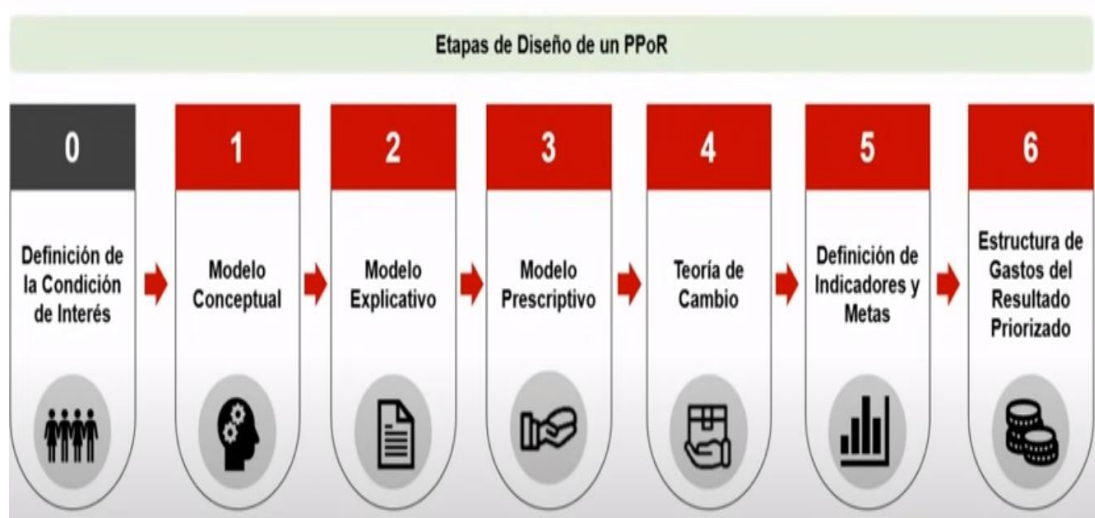 Etapas de Diseño de un PPoR
0
Definición de
la Condición
de Interés
1
Modelo
Conceptual
2
Modelo
Explicativo
3
Modelo
Prescriptivo
4
Teoría de
Cambio
5
Definición de
Indicadores y
Metas
6
Estructura de
Gastos del
Resultado
Priorizado